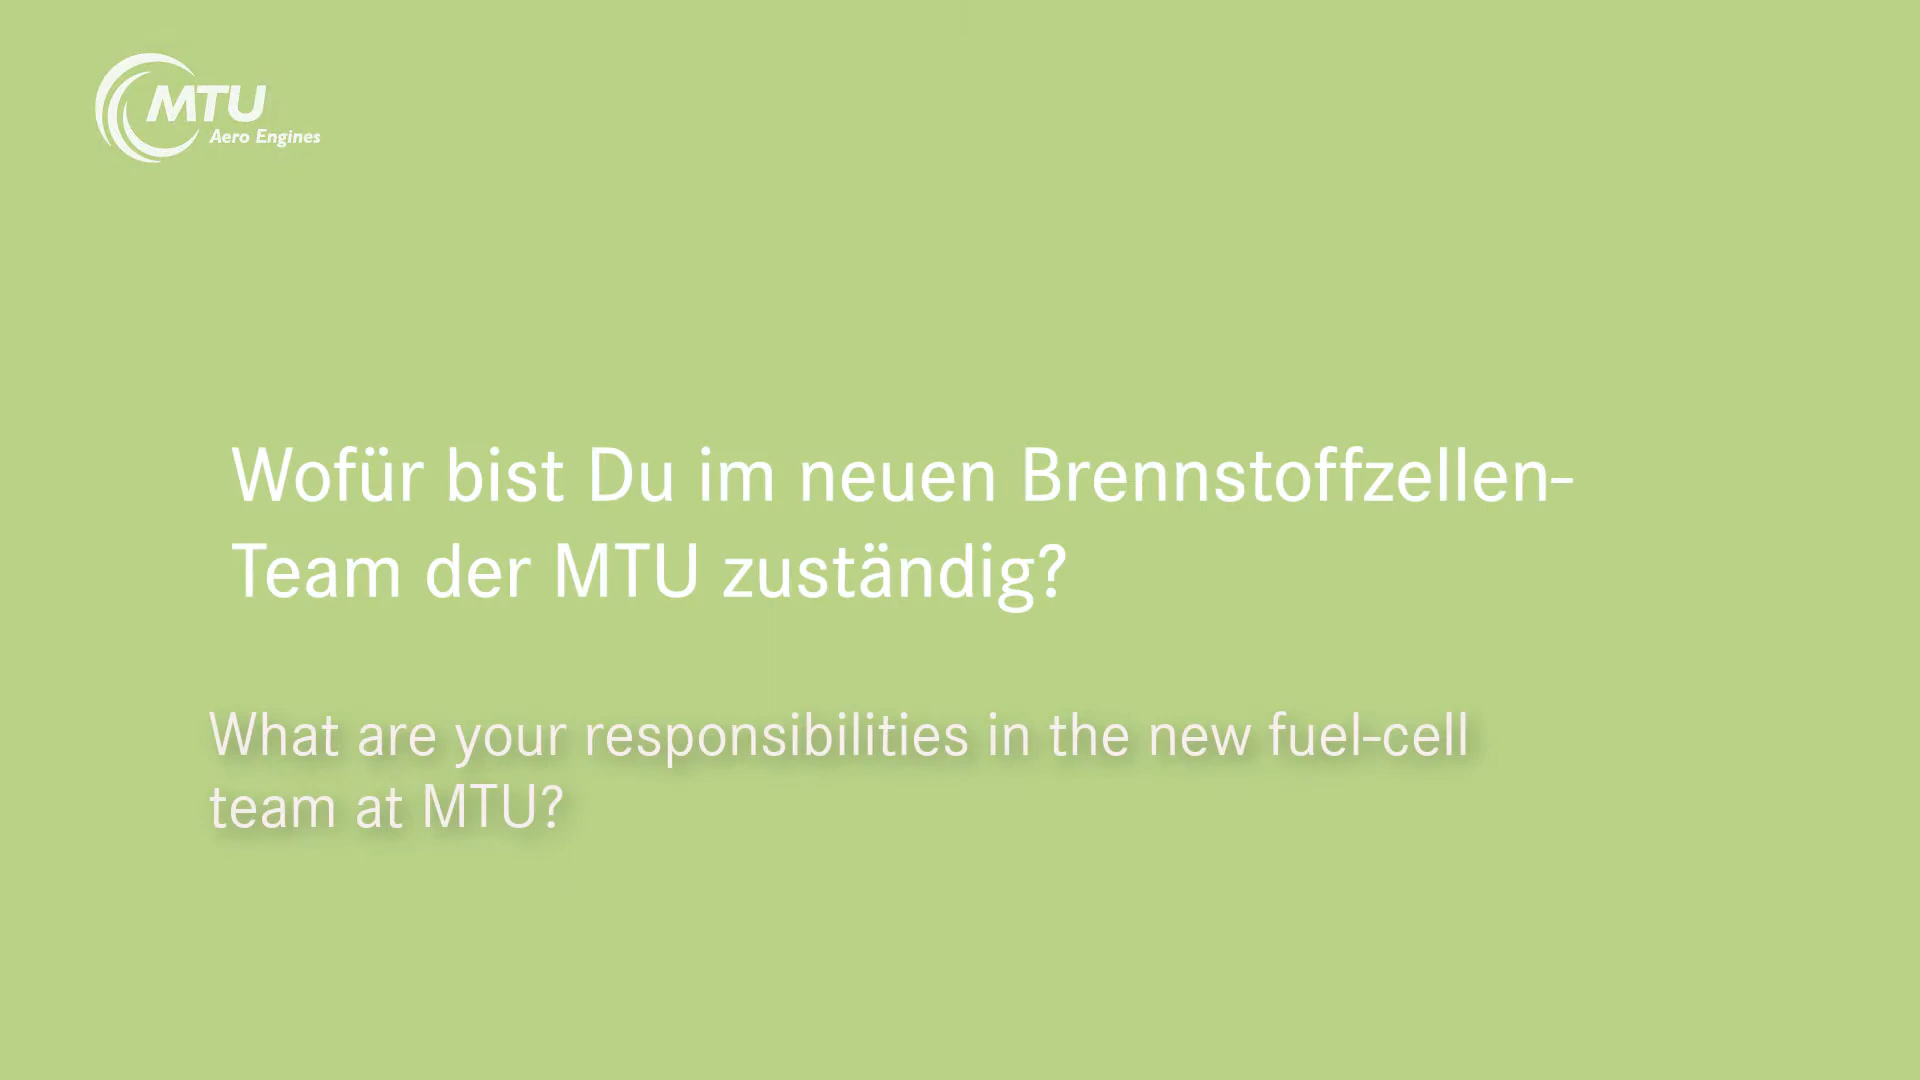 MTU
Aero Engines
Wofür bist Du im neuen Brennstoffzellen-
Team der MTU zuständig?
What are your responsibilities in the new fuel-cell
team at MTU?